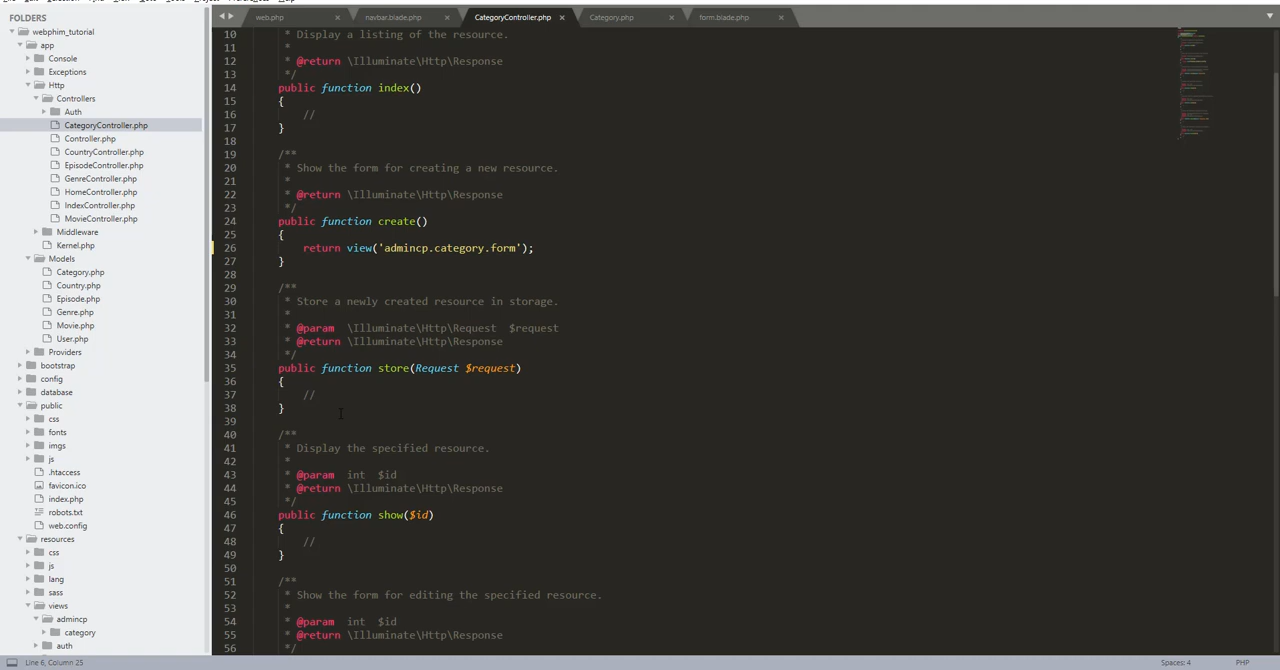 FOLDERS
webphim_tutorial
app
Console
Exceptions
Http
Controllers
Auth
CategoryController.php
Controller.php
CountryController.php
EpisodeController.php
GenreController.php
HomeController.php
IndexController.php
MovieController.php
Middleware
Kernel.php
Models
Category.php
Country.php
Episode.php
Genre.php
Movie.php
User.php
Providers
bootstrap
config
database
public
css
fonts
imgs
js
.htaccess
favicon.ico
index.php
robots.txt
web.config
resources
css
js
lang
sass
views
admincp
category
auth
web.php × navbar.blade.php × CategoryController.php × Category.php × form.blade.php ×
10 * Display a listing of the resource.
11 *
12 * @return \Illuminate\Http\Response
13 */
14 public function index()
15 {
16 //
17 }
18
19 /**
20 * Show the form for creating a new resource.
21 *
22 * @return \Illuminate\Http\Response
23 */
24 public function create()
25 {
26 return view('admincp.category.form');
27 }
28
29 /**
30 * Store a newly created resource in storage.
31 *
32 * @param \Illuminate\Http\Request $request
33 * @return \Illuminate\Http\Response
34 */
35 public function store(Request $request)
36 {
37 //
38 }
39
40 /**
41 * Display the specified resource.
42 *
43 * @param int $id
44 * @return \Illuminate\Http\Response
45 */
46 public function show($id)
47 {
48 //
49 }
50
51 /**
52 * Show the form for editing the specified resource.
53 *
54 * @param int $id
55 * @return \Illuminate\Http\Response
56 */
Line 6, Column 25
Spaces: 4
PHP